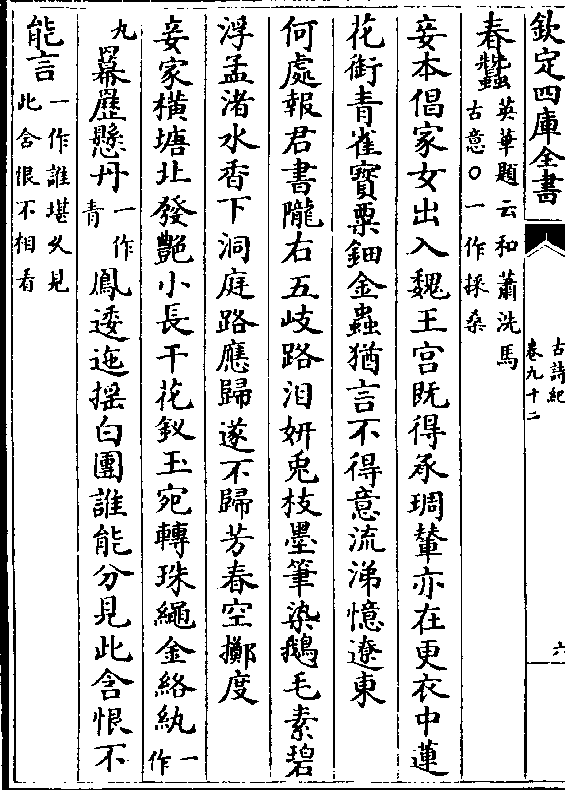 欽定四庫全書
古詩紀
卷九十二
六
春蠶
英華題云和蕭洗馬
古意○一作採桑
妾本倡家女出入魏王宫既得承琱輦亦在更衣中蓮
花銜青雀寳粟鈿金蟲猶言不得意流涕憶遼東
何處報君書隴右五岐路淚妍兎枝墨筆染鵝毛素碧
浮孟渚水香下洞庭路應歸遂不歸芳春空擲度
妾家横塘北發艷小長干花釵玉宛轉珠繩金絡紈
一作
九
羃䍥懸丹
一作
青
鳳逶迤揺白團誰能分見此含恨不
能言
一作誰堪久見
此含恨不相看